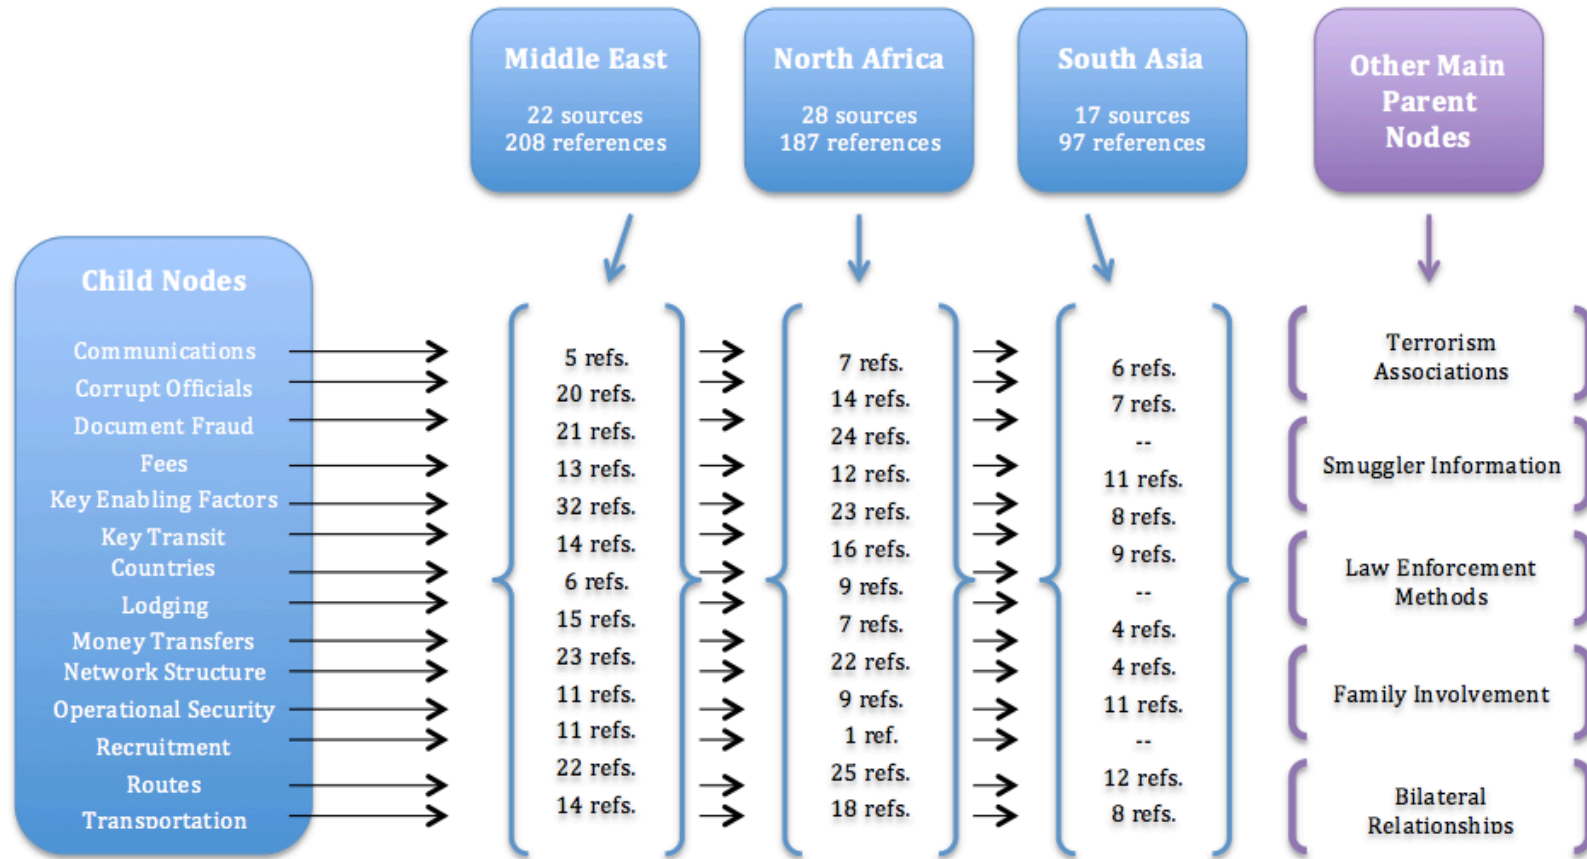 Middle East
22 sources
208 references
North Africa
28 sources
187 references
South Asia
17 sources
97 references
Other Main
Parent
Nodes
Child Nodes
Communications
Corrupt Officials
Document Fraud
Fees
Key Enabling Factors
Key Transit
Countries
Lodging
Money Transfers
Network Structure
Operational Security
Recruitment
Routes
Transportation
5 refs.
20 refs.
21 refs.
13 refs.
32 refs.
14 refs.
6 refs.
15 refs.
23 refs.
11 refs.
11 refs.
22 refs.
14 refs.
7 refs.
14 refs.
24 refs.
12 refs.
23 refs.
16 refs.
9 refs.
7 refs.
22 refs.
9 refs.
1 ref.
25 refs.
18 refs.
6 refs.
7 refs.
--
11 refs.
8 refs.
9 refs.
--
4 refs.
4 refs.
11 refs.
--
12 refs.
8 refs.
Terrorism
Associations
Smuggler Information
Law Enforcement
Methods
Family Involvement
Bilateral
Relationships